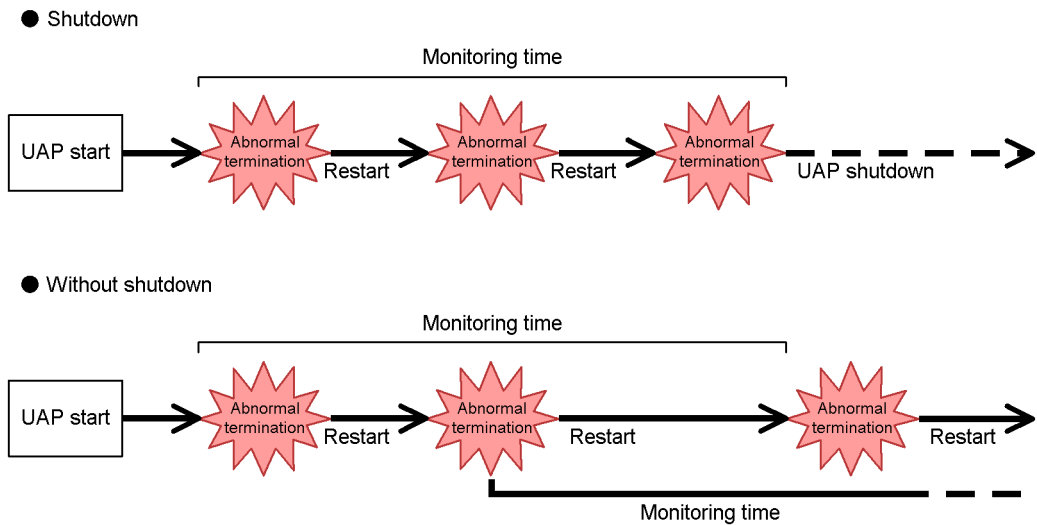 ● Shutdown
Monitoring time
UAP start
Abnormal
termination
Restart
Abnormal
termination
Restart
Abnormal
termination
UAP shutdown
● Without shutdown
Monitoring time
UAP start
Abnormal
termination
Restart
Abnormal
termination
Restart
Abnormal
termination
Restart
Monitoring time